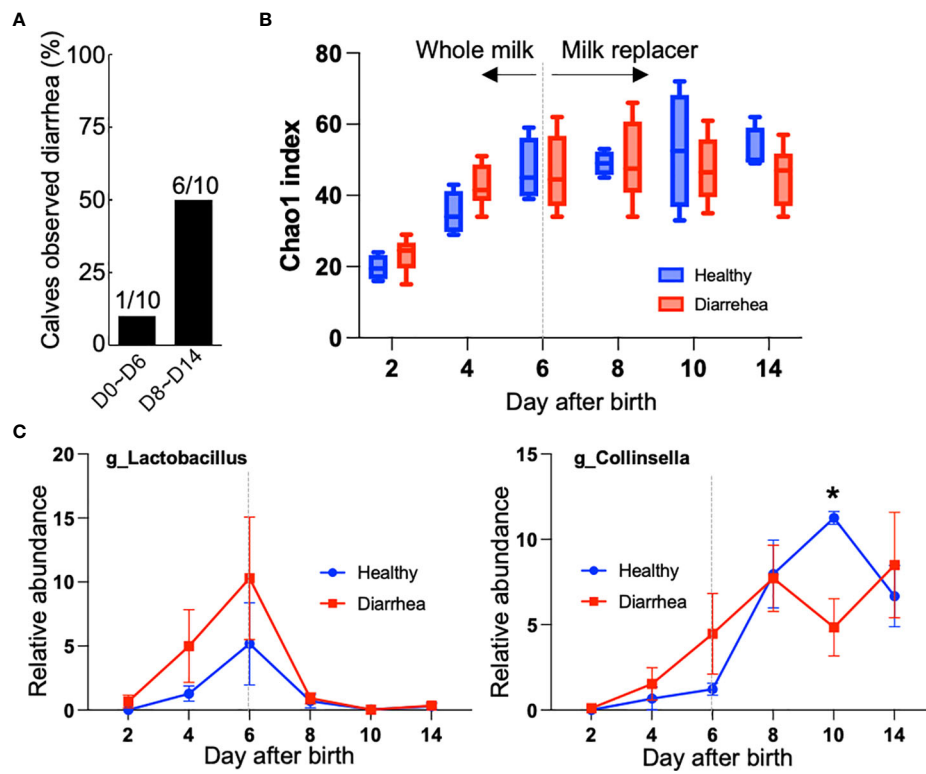 A
Calves observed diarrhea (%)
100
75
50
25
0
1/10
6/10
D0~D6
D8~D14
B
Whole milk
Milk replacer
Chao1 index
80
60
40
20
0
Healthy
Diarrehea
2 4 6 8 10 14
Day after birth
C
g_Lactobacillus
Relative abundance
20
15
10
5
0
Healthy
Diarrhea
2 4 6 8 10 14
Day after birth
g_Collinsella
Relative abundance
15
10
5
0
*
Healthy
Diarrhea
2 4 6 8 10 14
Day after birth